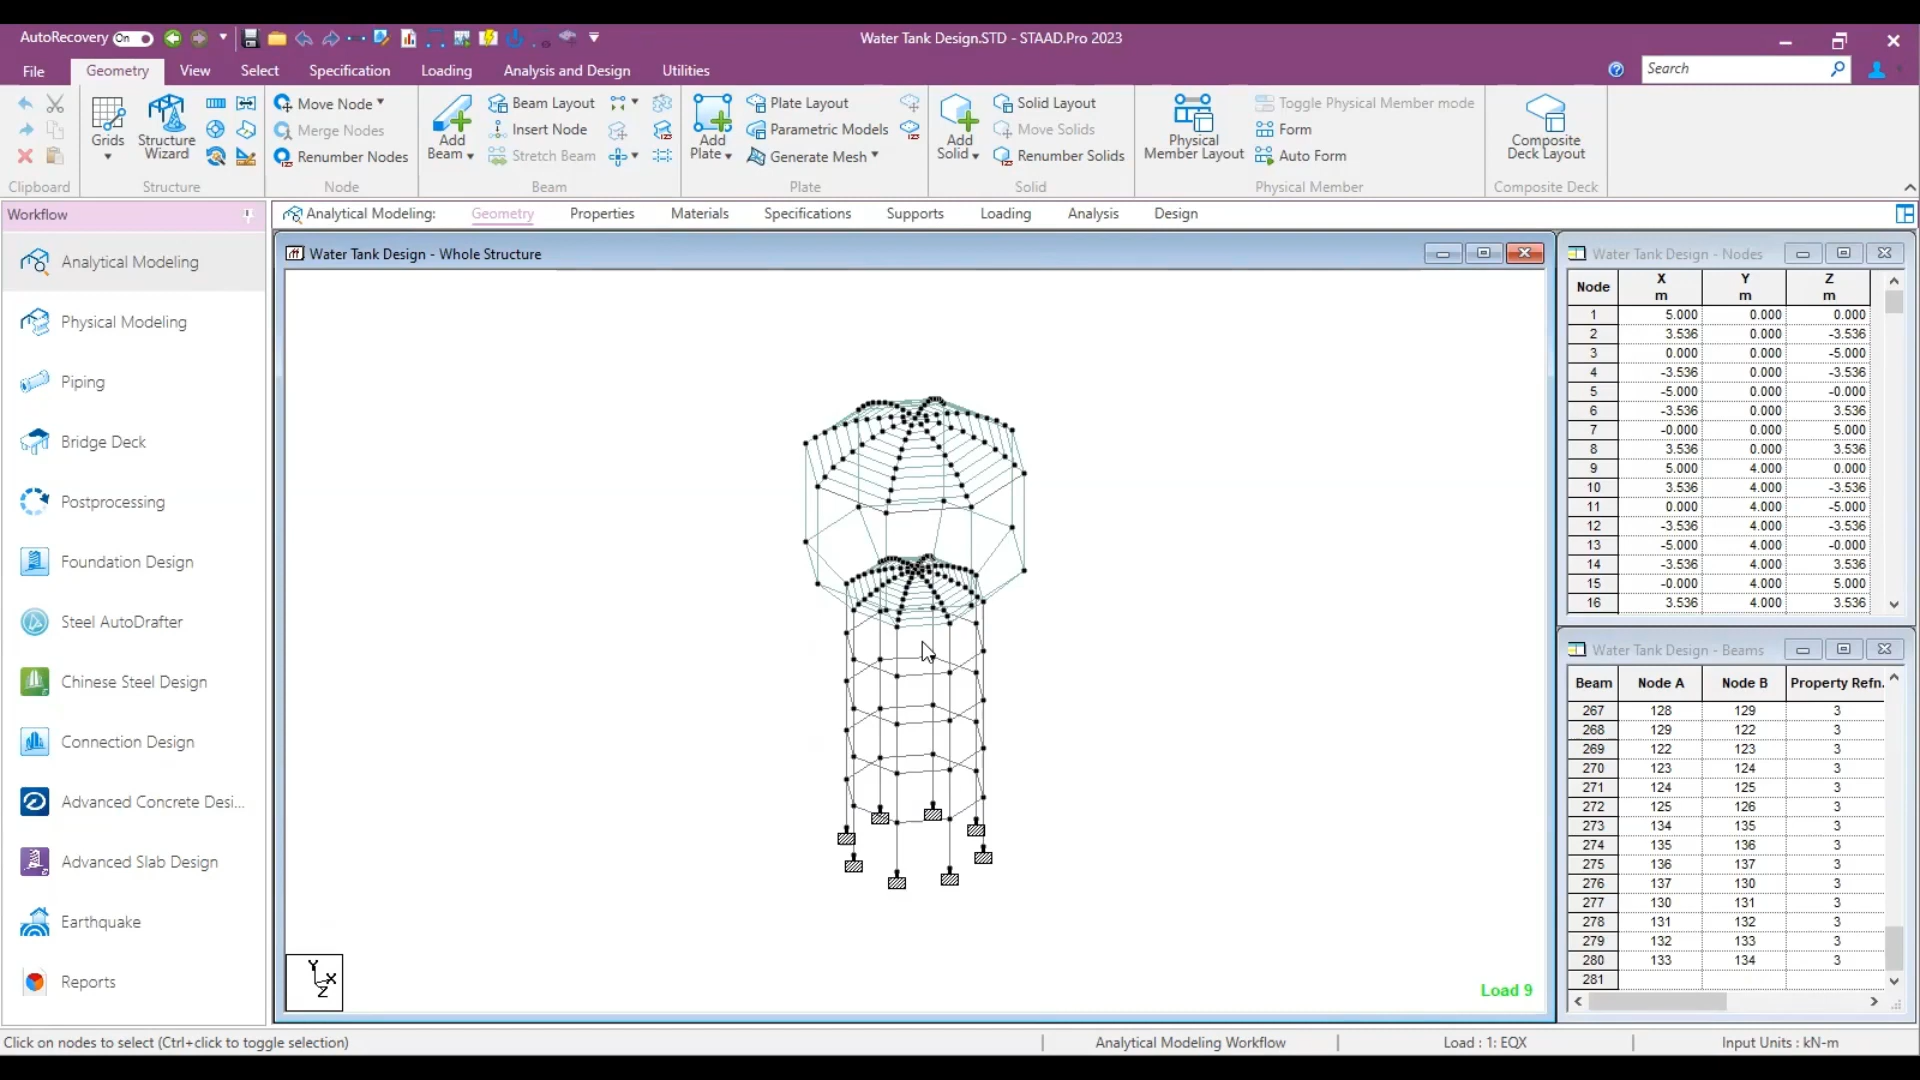 AutoRecovery On
Water Tank Design.STD - STAAD.Pro 2023
File Geometry View Select Specification Loading Analysis and Design Utilities
Search
Grids
Structure Wizard
Move Node
Merge Nodes
Renumber Nodes
Add Beam
Beam Layout
Insert Node
Stretch Beam
Add Plate
Plate Layout
Parametric Models
Generate Mesh
Add Solid
Solid Layout
Move Solids
Renumber Solids
Physical Member Layout
Toggle Physical Member mode
Form
Auto Form
Composite Deck Layout
Clipboard Structure Node Beam Plate Solid Physical Member Composite Deck
Workflow
Analytical Modeling: Geometry Properties Materials Specifications Supports Loading Analysis Design
Analytical Modeling
Physical Modeling
Piping
Bridge Deck
Postprocessing
Foundation Design
Steel AutoDrafter
Chinese Steel Design
Connection Design
Advanced Concrete Desi...
Advanced Slab Design
Earthquake
Reports
Water Tank Design - Whole Structure
Y
X
Z
Load 9
Water Tank Design - Nodes
Node X m Y m Z m
1 5.000 0.000 0.000
2 3.536 0.000 -3.536
3 0.000 0.000 -5.000
4 -3.536 0.000 -3.536
5 -5.000 0.000 -0.000
6 -3.536 0.000 3.536
7 -0.000 0.000 5.000
8 3.536 0.000 3.536
9 5.000 4.000 0.000
10 3.536 4.000 -3.536
11 0.000 4.000 -5.000
12 -3.536 4.000 -3.536
13 -5.000 4.000 -0.000
14 -3.536 4.000 3.536
15 -0.000 4.000 5.000
16 3.536 4.000 3.536
Water Tank Design - Beams
Beam Node A Node B Property Refn.
267 128 129 3
268 129 122 3
269 122 123 3
270 123 124 3
271 124 125 3
272 125 126 3
273 134 135 3
274 135 136 3
275 136 137 3
276 137 130 3
277 130 131 3
278 131 132 3
279 132 133 3
280 133 134 3
281
Click on nodes to select (Ctrl+click to toggle selection)
Analytical Modeling Workflow
Load : 1: EQX
Input Units : kN-m